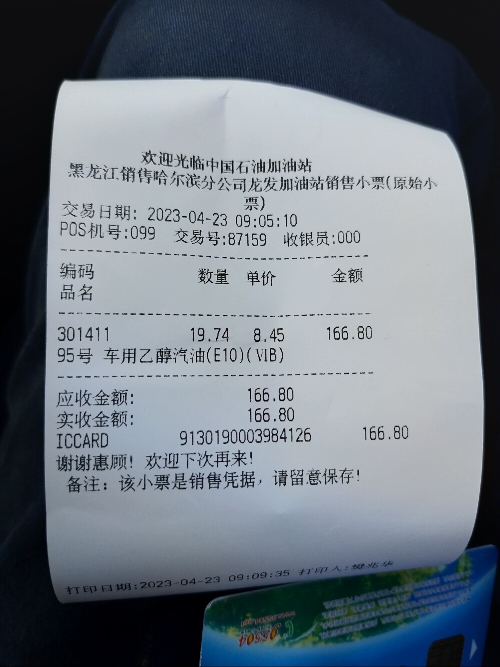 欢迎光临中国石油加油站
黑龙江销售哈尔滨分公司龙发加油站销售小票(原始小
票)
交易日期: 2023-04-23 09:05:10
POS机号:099 交易号:87159 收银员:000
编码 数量 单价 金额
品名
301411 19.74 8.45 166.80
95号 车用乙醇汽油(E10)(ⅥB)
应收金额: 166.80
实收金额: 166.80
ICCARD 9130190003984126 166.80
谢谢惠顾! 欢迎下次再来!
备注: 该小票是销售凭据, 请留意保存!
打印日期:2023-04-23 09:09:35 打印人:樊兆华
95504